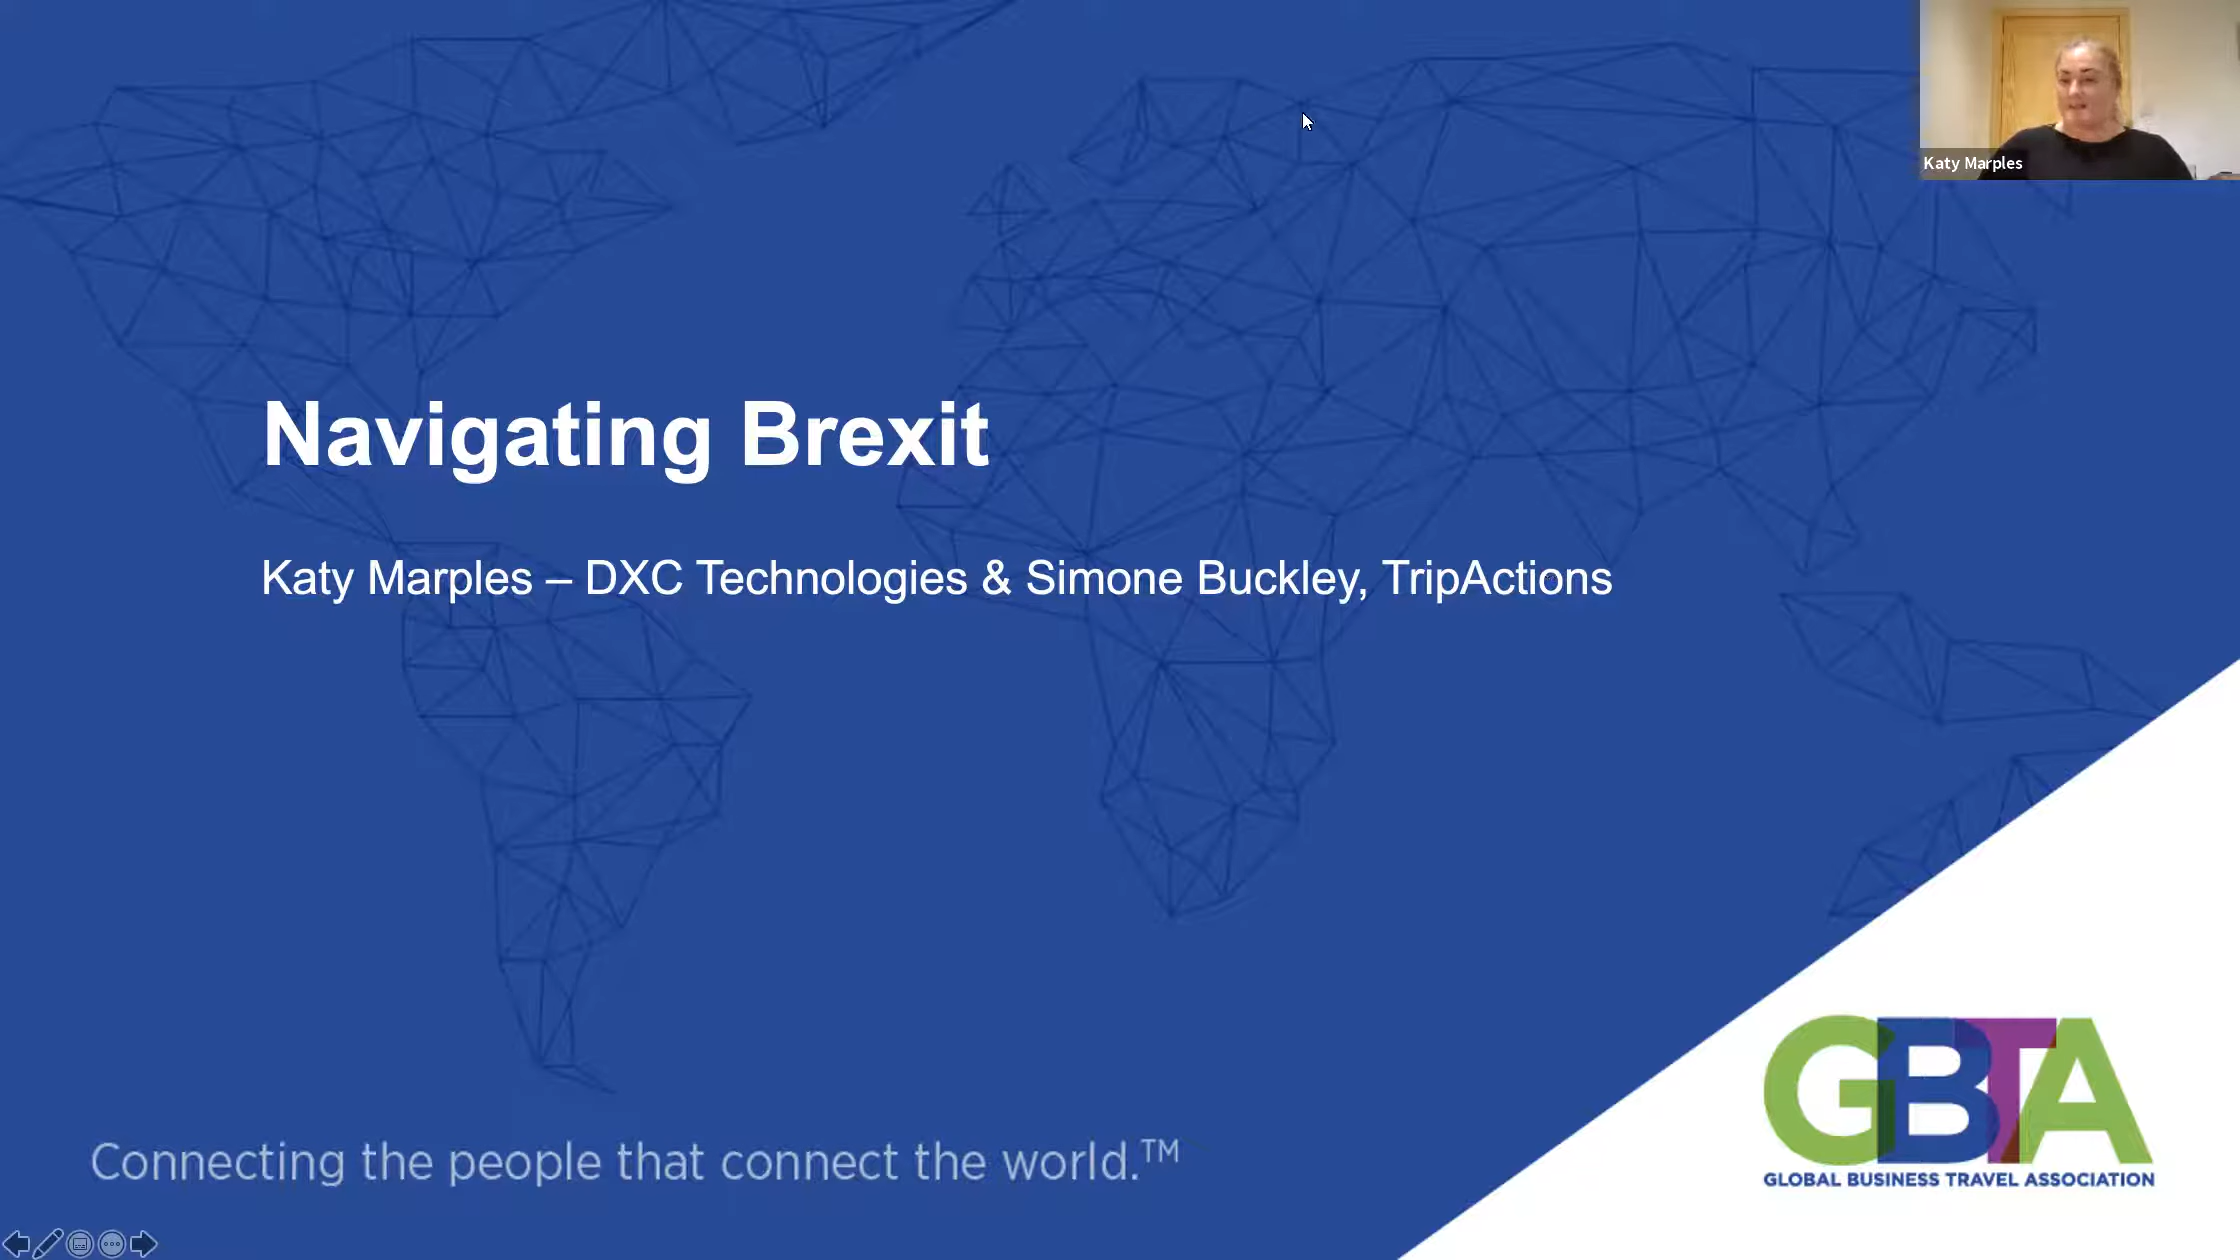 Katy Marples
Navigating Brexit
Katy Marples – DXC Technologies & Simone Buckley, TripActions
Connecting the people that connect the world.™
GBTA
GLOBAL BUSINESS TRAVEL ASSOCIATION